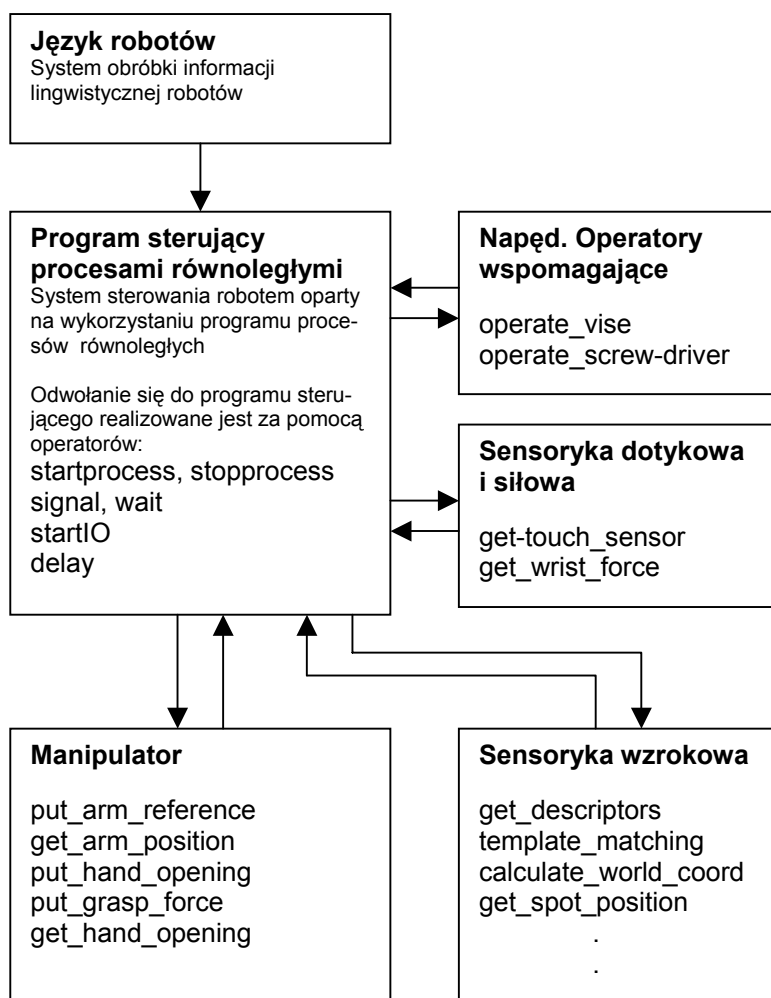 Język robotów
System obróbki informacji
lingwistycznej robotów
Program sterujący
procesami równoległymi
System sterowania robotem oparty
na wykorzystaniu programu proce-
sów równoległych
Odwołanie się do programu steru-
jącego realizowane jest za pomocą
operatorów:
startprocess, stopprocess
signal, wait
startIO
delay
Napęd. Operatory
wspomagające
operate_vise
operate_screw-driver
Sensoryka dotykowa
i siłowa
get-touch_sensor
get_wrist_force
Manipulator
put_arm_reference
get_arm_position
put_hand_opening
put_grasp_force
get_hand_opening
Sensoryka wzrokowa
get_descriptors
template_matching
calculate_world_coord
get_spot_position
.
.